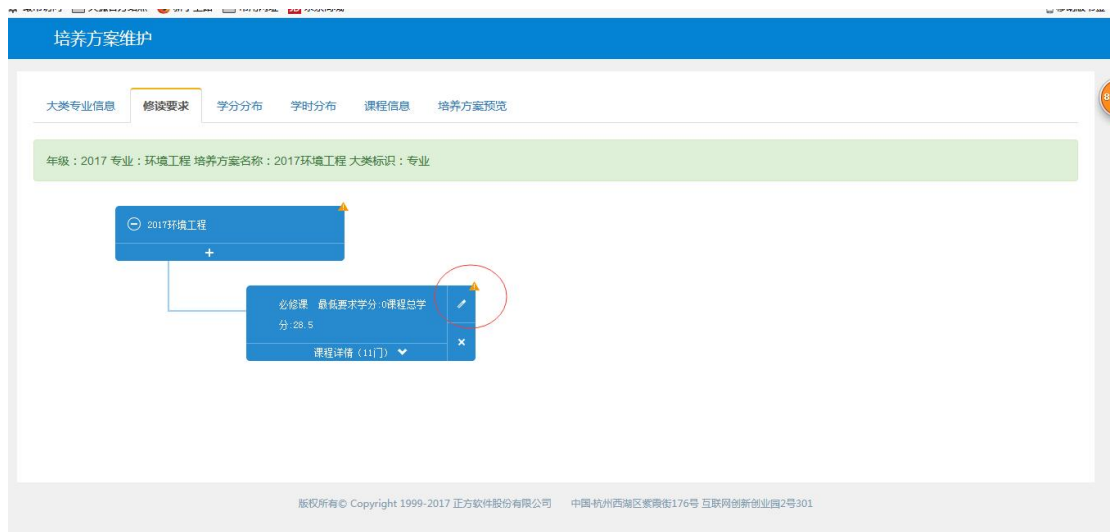 培养方案维护
大类专业信息 修读要求 学分分布 学时分布 课程信息 培养方案预览
年级：2017 专业：环境工程 培养方案名称：2017环境工程 大类标识：专业
2017环境工程
+
必修课 最低要求学分:0课程总学
分:28.5
课程详情（11门）
版权所有© Copyright 1999-2017 正方软件股份有限公司 中国·杭州西湖区紫霞街176号 互联网创新创业园2号301